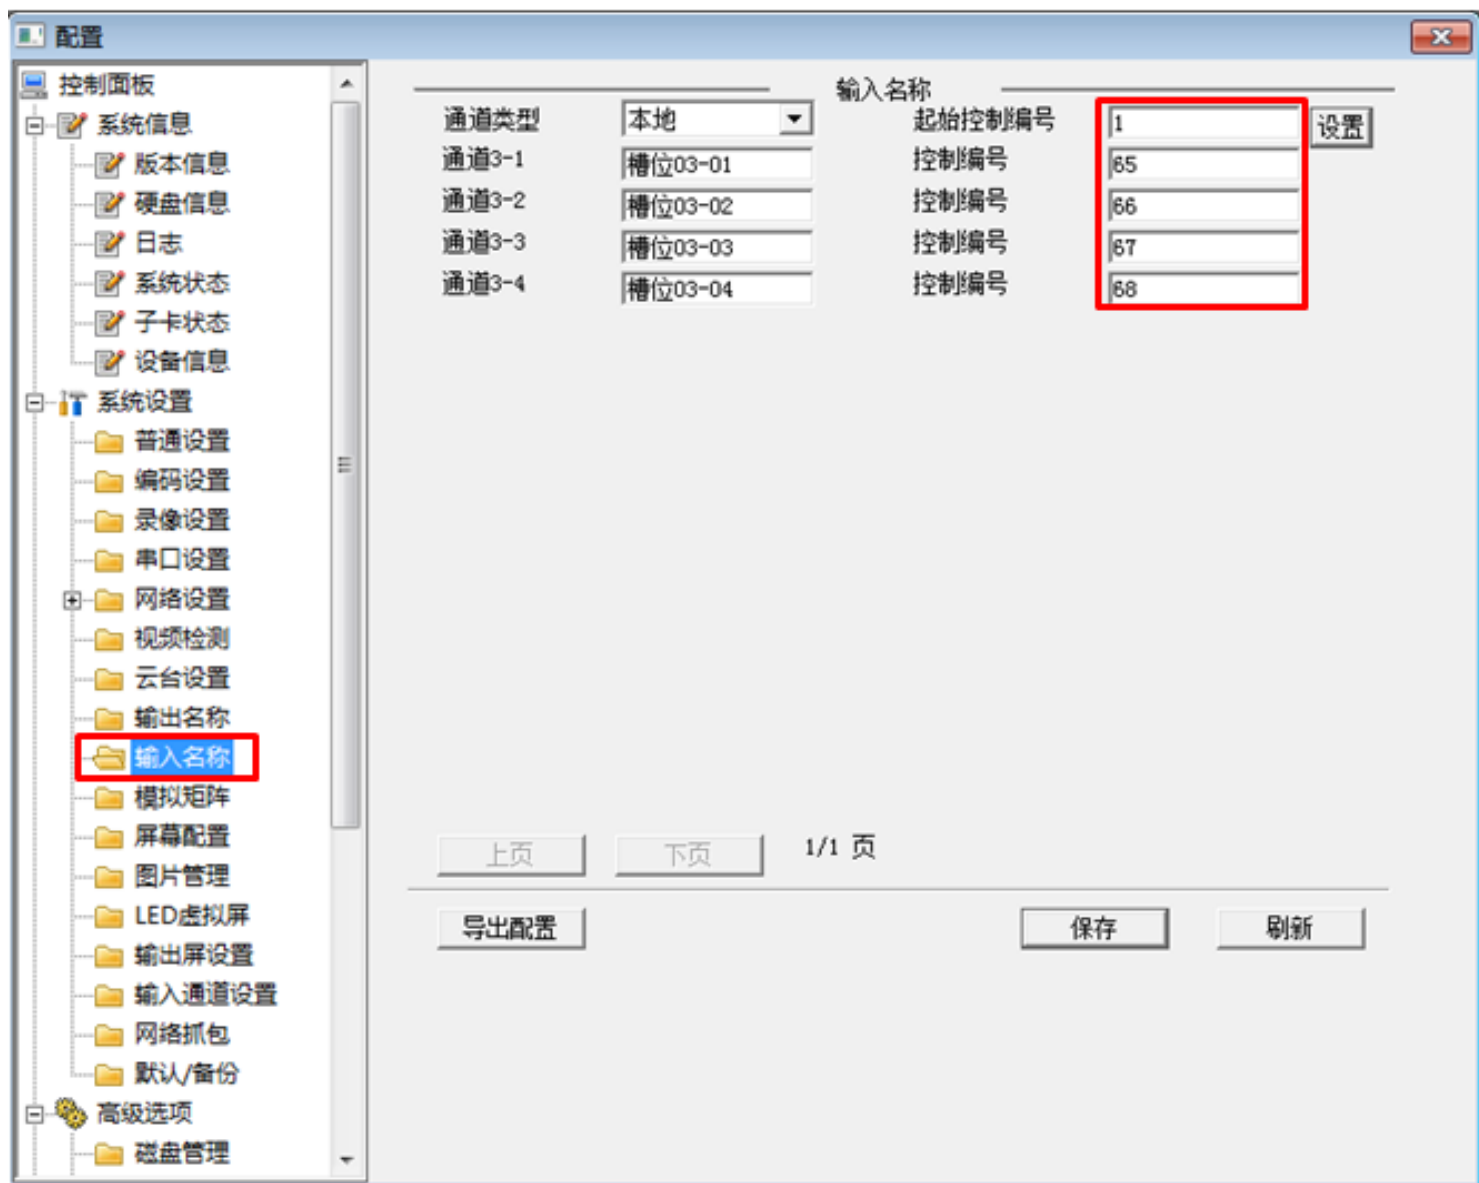 配置
控制面板
系统信息
版本信息
硬盘信息
日志
系统状态
子卡状态
设备信息
系统设置
普通设置
编码设置
录像设置
串口设置
网络设置
视频检测
云台设置
输出名称
输入名称
模拟矩阵
屏幕配置
图片管理
LED虚拟屏
输出屏设置
输入通道设置
网络抓包
默认/备份
高级选项
磁盘管理
输入名称
通道类型 本地 起始控制编号 1 设置
通道3-1 槽位03-01 控制编号 65
通道3-2 槽位03-02 控制编号 66
通道3-3 槽位03-03 控制编号 67
通道3-4 槽位03-04 控制编号 68
上页 下页 1/1 页
导出配置 保存 刷新